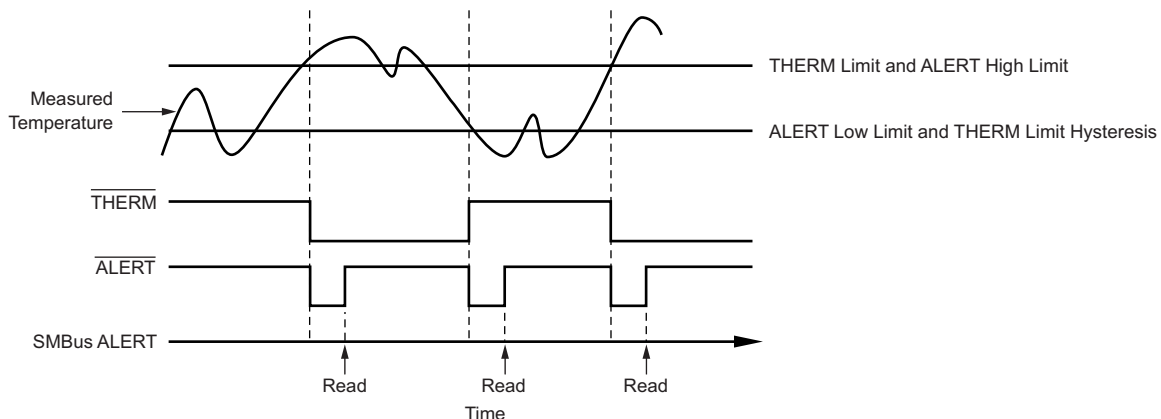 THERM Limit and ALERT High Limit
Measured
Temperature
ALERT Low Limit and THERM Limit Hysteresis
THERM
ALERT
SMBus ALERT
Read
Read
Read
Time